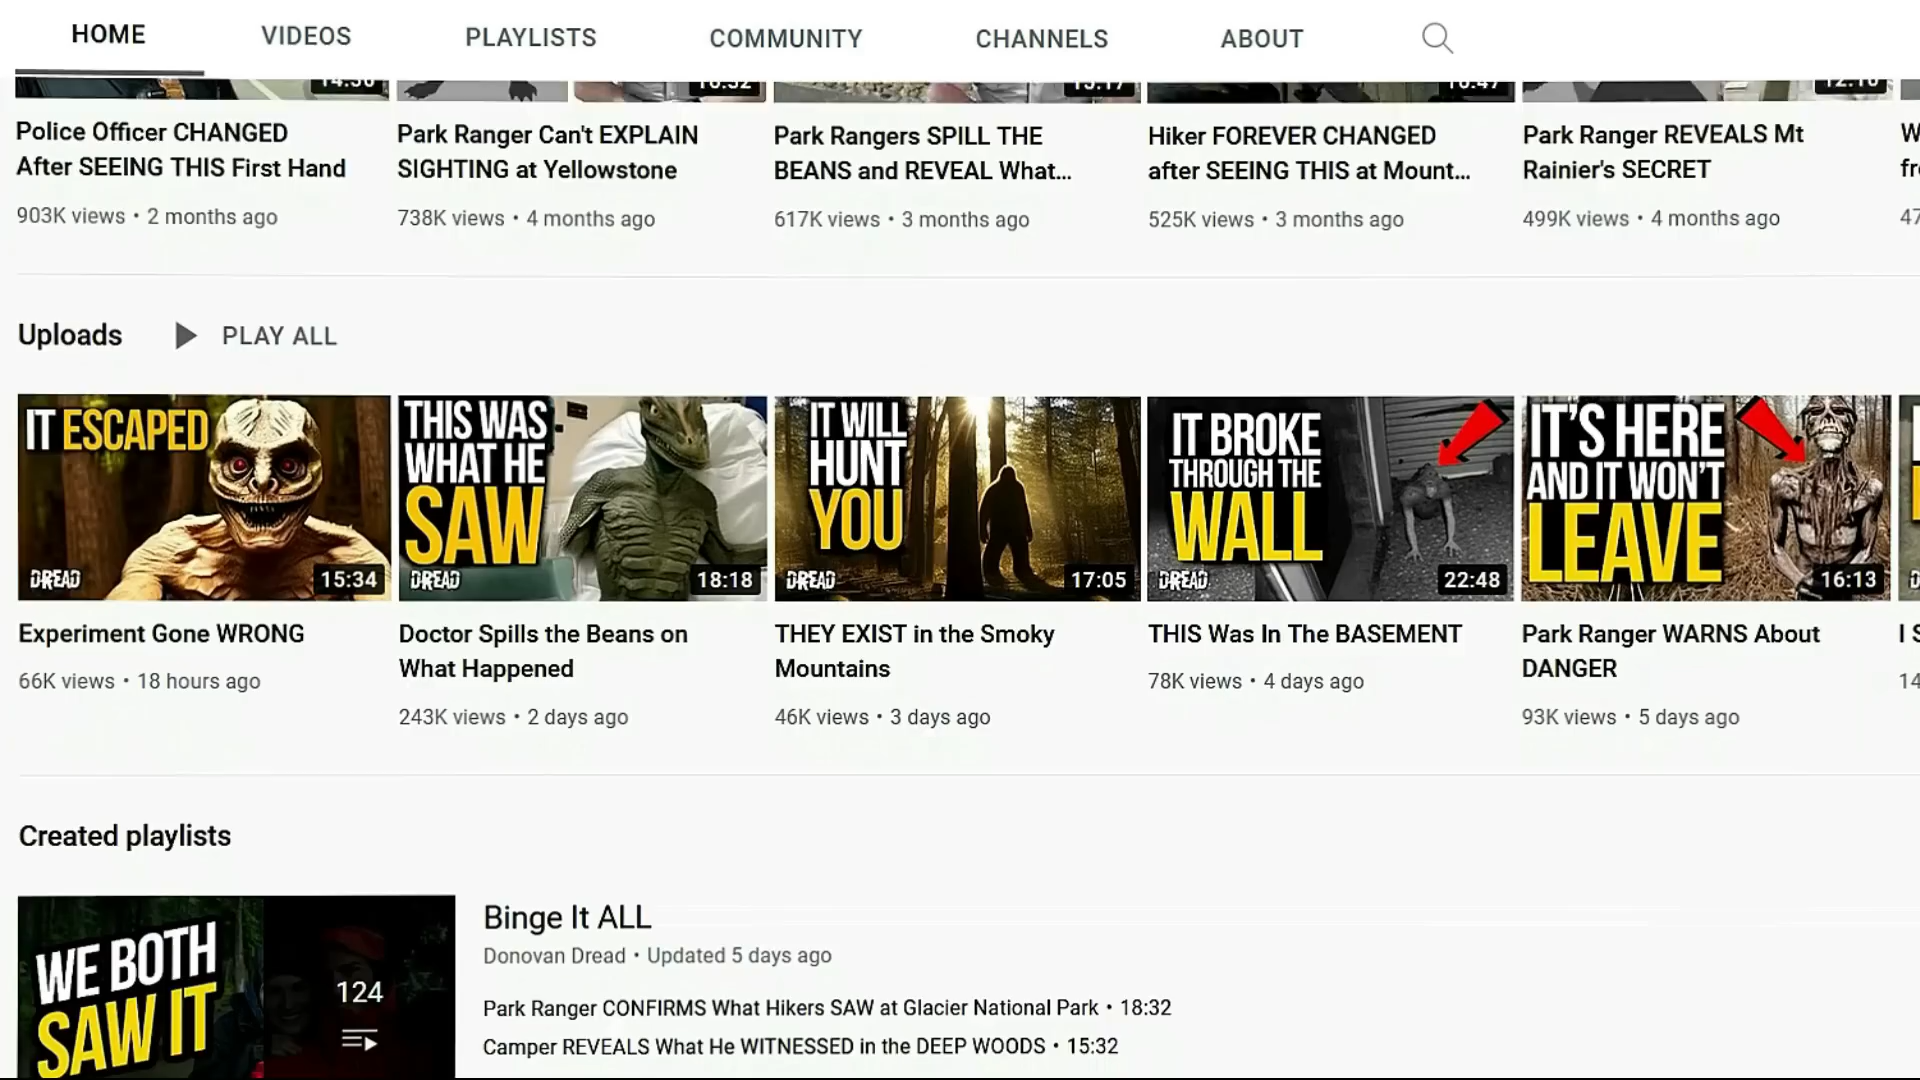 HOME VIDEOS PLAYLISTS COMMUNITY CHANNELS ABOUT
14:36 16:32 15:17 16:47 12:16
Police Officer CHANGED
After SEEING THIS First Hand
903K views • 2 months ago
Park Ranger Can't EXPLAIN
SIGHTING at Yellowstone
738K views • 4 months ago
Park Rangers SPILL THE
BEANS and REVEAL What...
617K views • 3 months ago
Hiker FOREVER CHANGED
after SEEING THIS at Mount...
525K views • 3 months ago
Park Ranger REVEALS Mt
Rainier's SECRET
499K views • 4 months ago
Uploads PLAY ALL
IT ESCAPED
DREAD
15:34
Experiment Gone WRONG
66K views • 18 hours ago
THIS WAS
WHAT HE
SAW
DREAD
18:18
Doctor Spills the Beans on
What Happened
243K views • 2 days ago
IT WILL
HUNT
YOU
DREAD
17:05
THEY EXIST in the Smoky
Mountains
46K views • 3 days ago
IT BROKE
THROUGH THE
WALL
DREAD
22:48
THIS Was In The BASEMENT
78K views • 4 days ago
IT'S HERE
AND IT WON'T
LEAVE
16:13
Park Ranger WARNS About
DANGER
93K views • 5 days ago
Created playlists
WE BOTH
SAW IT
124
Binge It ALL
Donovan Dread • Updated 5 days ago
Park Ranger CONFIRMS What Hikers SAW at Glacier National Park • 18:32
Camper REVEALS What He WITNESSED in the DEEP WOODS • 15:32